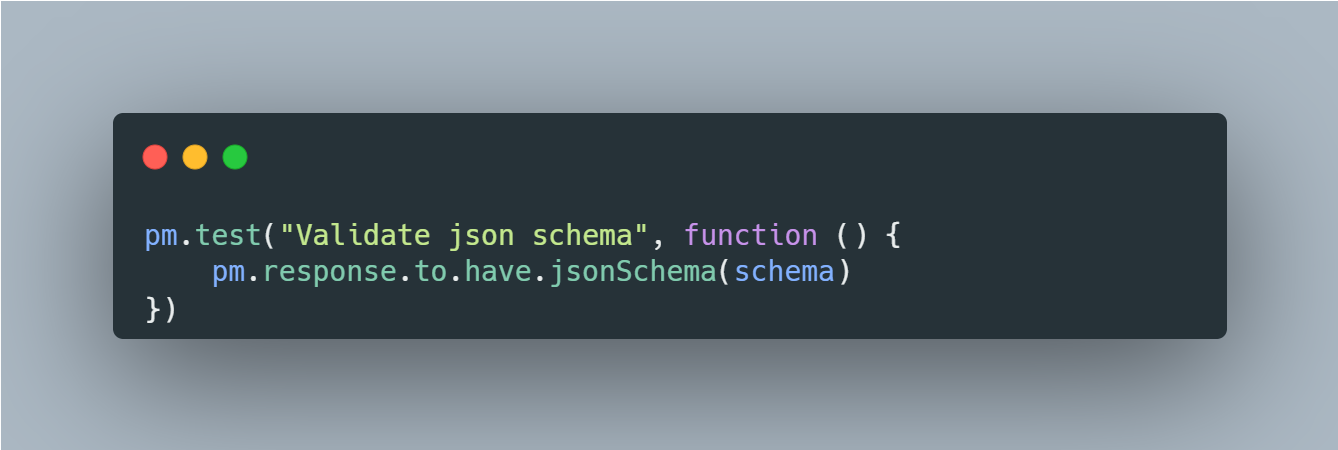 pm.test("Validate json schema", function () {
    pm.response.to.have.jsonSchema(schema)
})